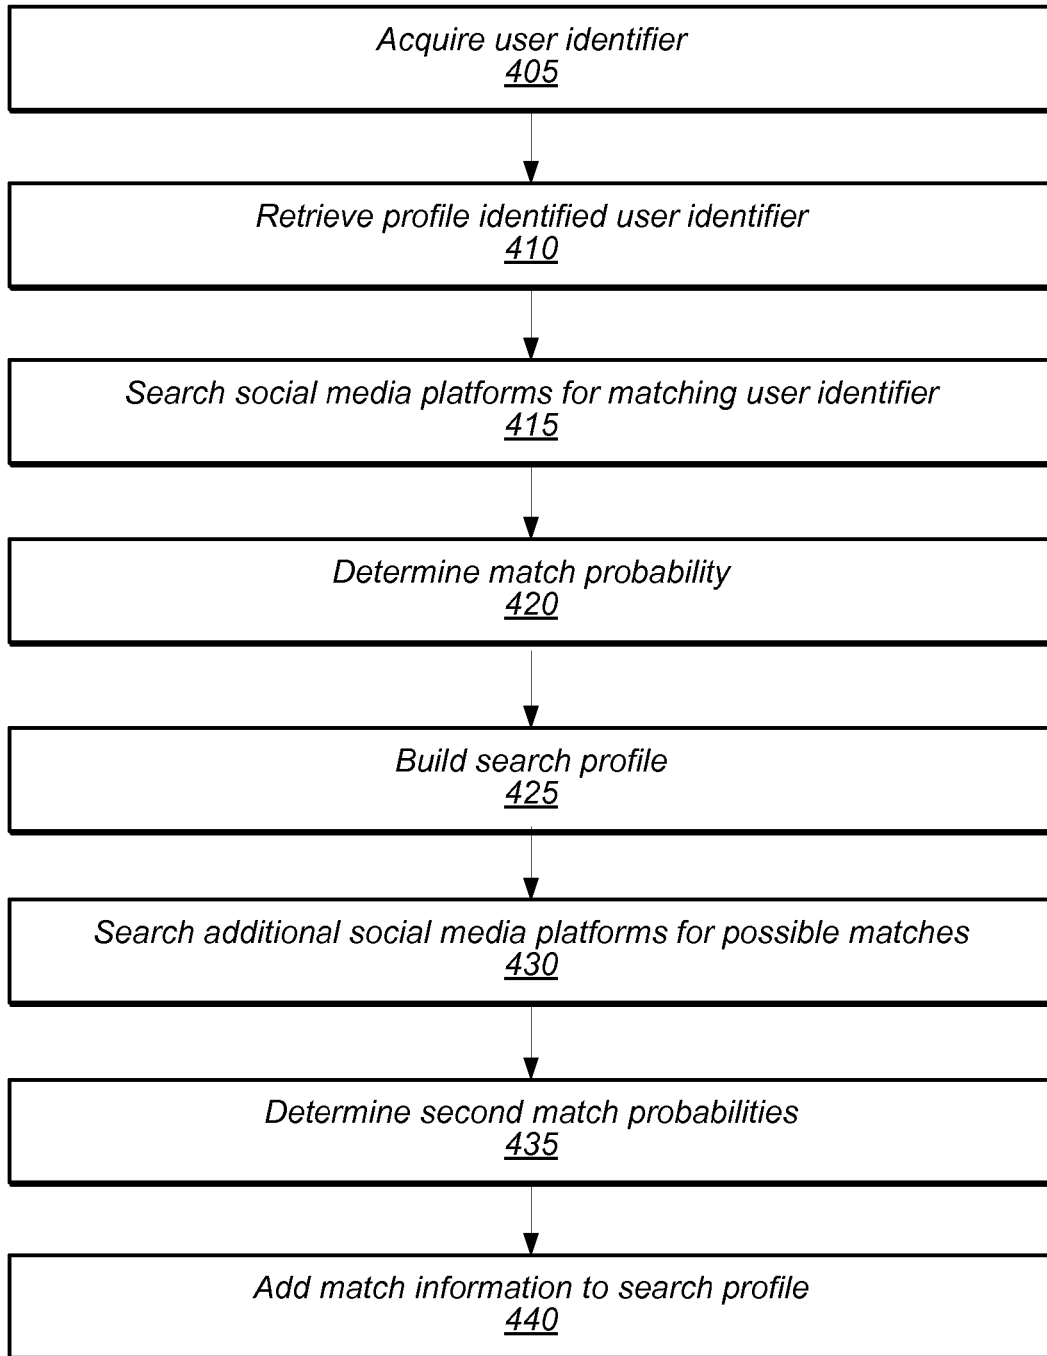 Acquire user identifier
405
Retrieve profile identified user identifier
410
Search social media platforms for matching user identifier
415
Determine match probability
420
Build search profile
425
Search additional social media platforms for possible matches
430
Determine second match probabilities
435
Add match information to search profile
440